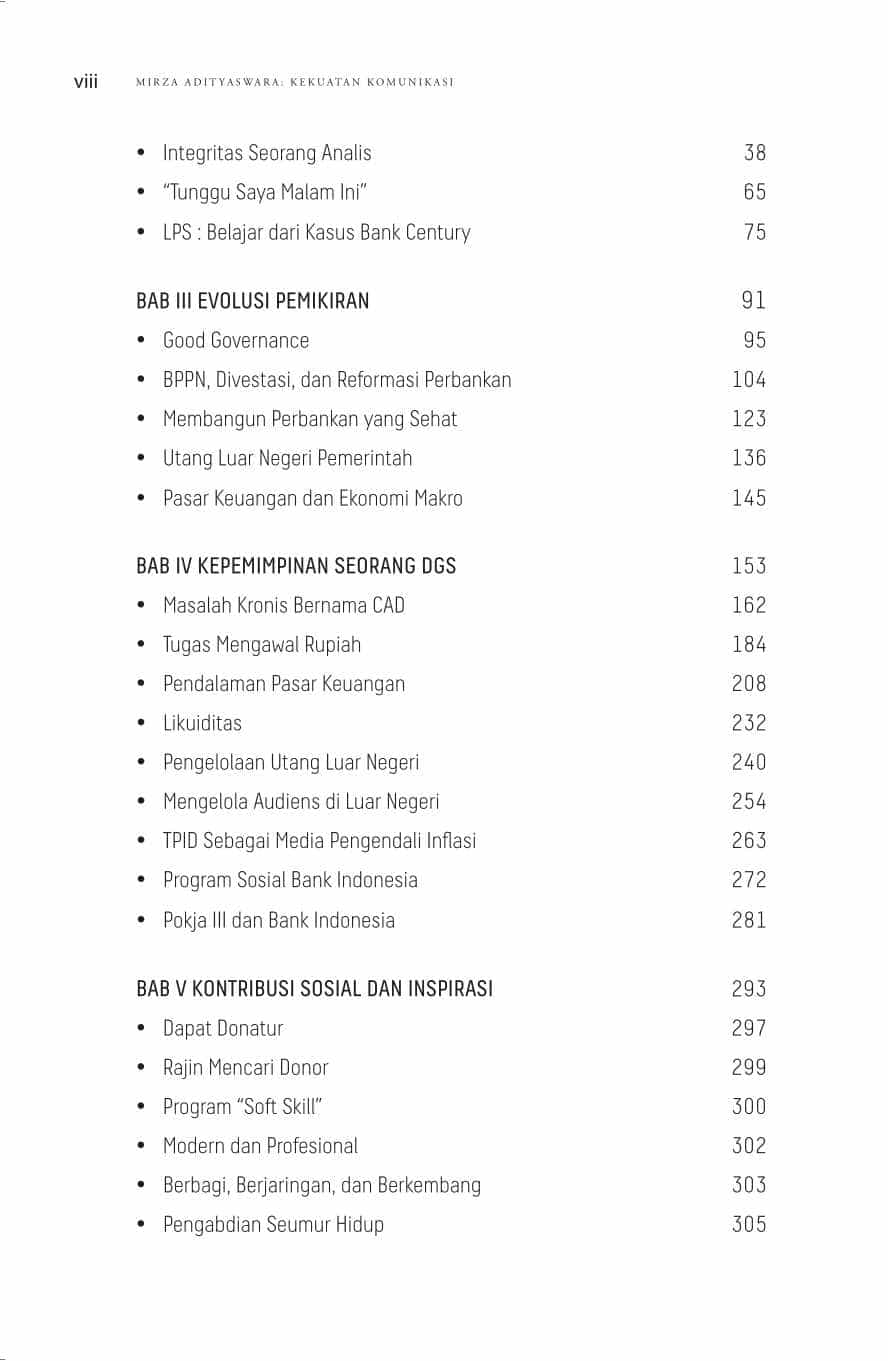 viii MIRZA ADITYASWARA: KEKUATAN KOMUNIKASI
• Integritas Seorang Analis 38
• “Tunggu Saya Malam Ini” 65
• LPS : Belajar dari Kasus Bank Century 75
BAB III EVOLUSI PEMIKIRAN 91
• Good Governance 95
• BPPN, Divestasi, dan Reformasi Perbankan 104
• Membangun Perbankan yang Sehat 123
• Utang Luar Negeri Pemerintah 136
• Pasar Keuangan dan Ekonomi Makro 145
BAB IV KEPEMIMPINAN SEORANG DGS 153
• Masalah Kronis Bernama CAD 162
• Tugas Mengawal Rupiah 184
• Pendalaman Pasar Keuangan 208
• Likuiditas 232
• Pengelolaan Utang Luar Negeri 240
• Mengelola Audiens di Luar Negeri 254
• TPID Sebagai Media Pengendali Inflasi 263
• Program Sosial Bank Indonesia 272
• Pokja III dan Bank Indonesia 281
BAB V KONTRIBUSI SOSIAL DAN INSPIRASI 293
• Dapat Donatur 297
• Rajin Mencari Donor 299
• Program “Soft Skill” 300
• Modern dan Profesional 302
• Berbagi, Berjaringan, dan Berkembang 303
• Pengabdian Seumur Hidup 305